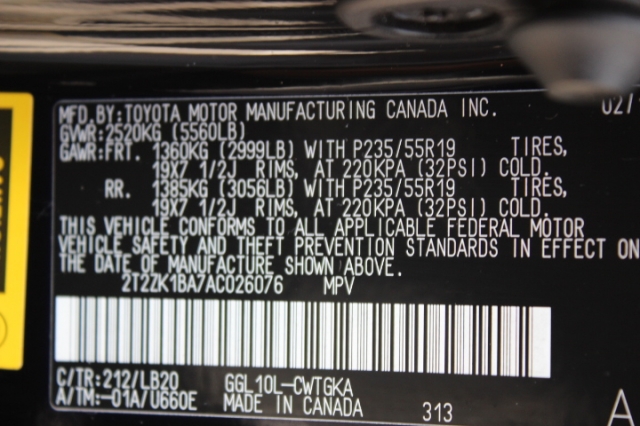 MFD.BY:TOYOTA MOTOR MANUFACTURING CANADA INC. 02/
GVWR:2520KG (5560LB)
GAWR:FRT. 1360KG (2999LB) WITH P235/55R19 TIRES,
19X7 1/2J RIMS, AT 220KPA (32PSI) COLD.
RR. 1385KG (3056LB) WITH P235/55R19 TIRES,
19X7 1/2J RIMS, AT 220KPA (32PSI) COLD.
THIS VEHICLE CONFORMS TO ALL APPLICABLE FEDERAL MOTOR
VEHICLE SAFETY AND THEFT PREVENTION STANDARDS IN EFFECT ON
THE DATE OF MANUFACTURE SHOWN ABOVE.
2T2ZK1BA7AC026076 MPV
C/TR:212/LB20 GGL10L-CWTGKA
A/TM:-01A/U660E MADE IN CANADA 313 A